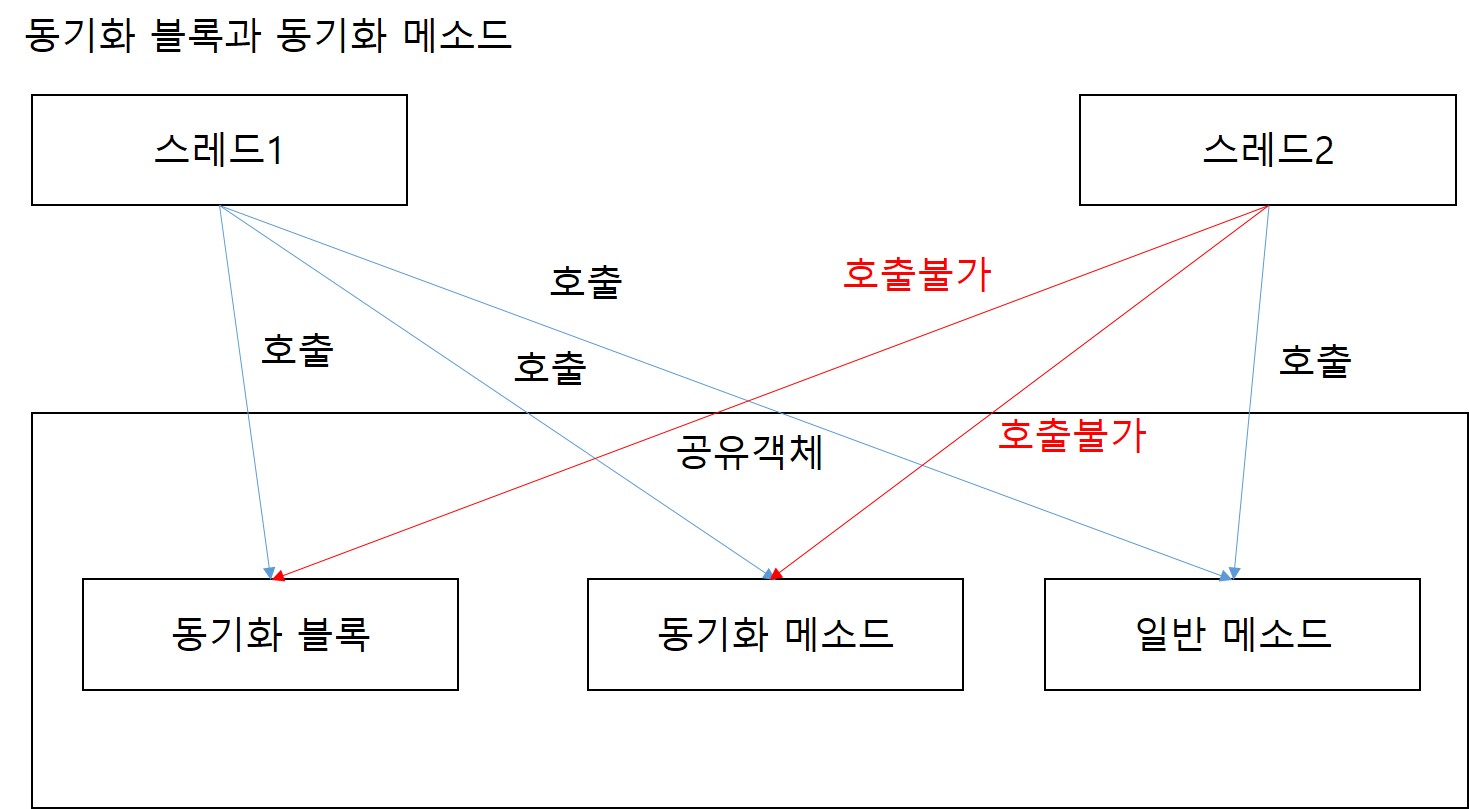 동기화 블록과 동기화 메소드
스레드1
스레드2
호출
호출불가
호출
호출
호출
호출불가
공유객체
동기화 블록
동기화 메소드
일반 메소드